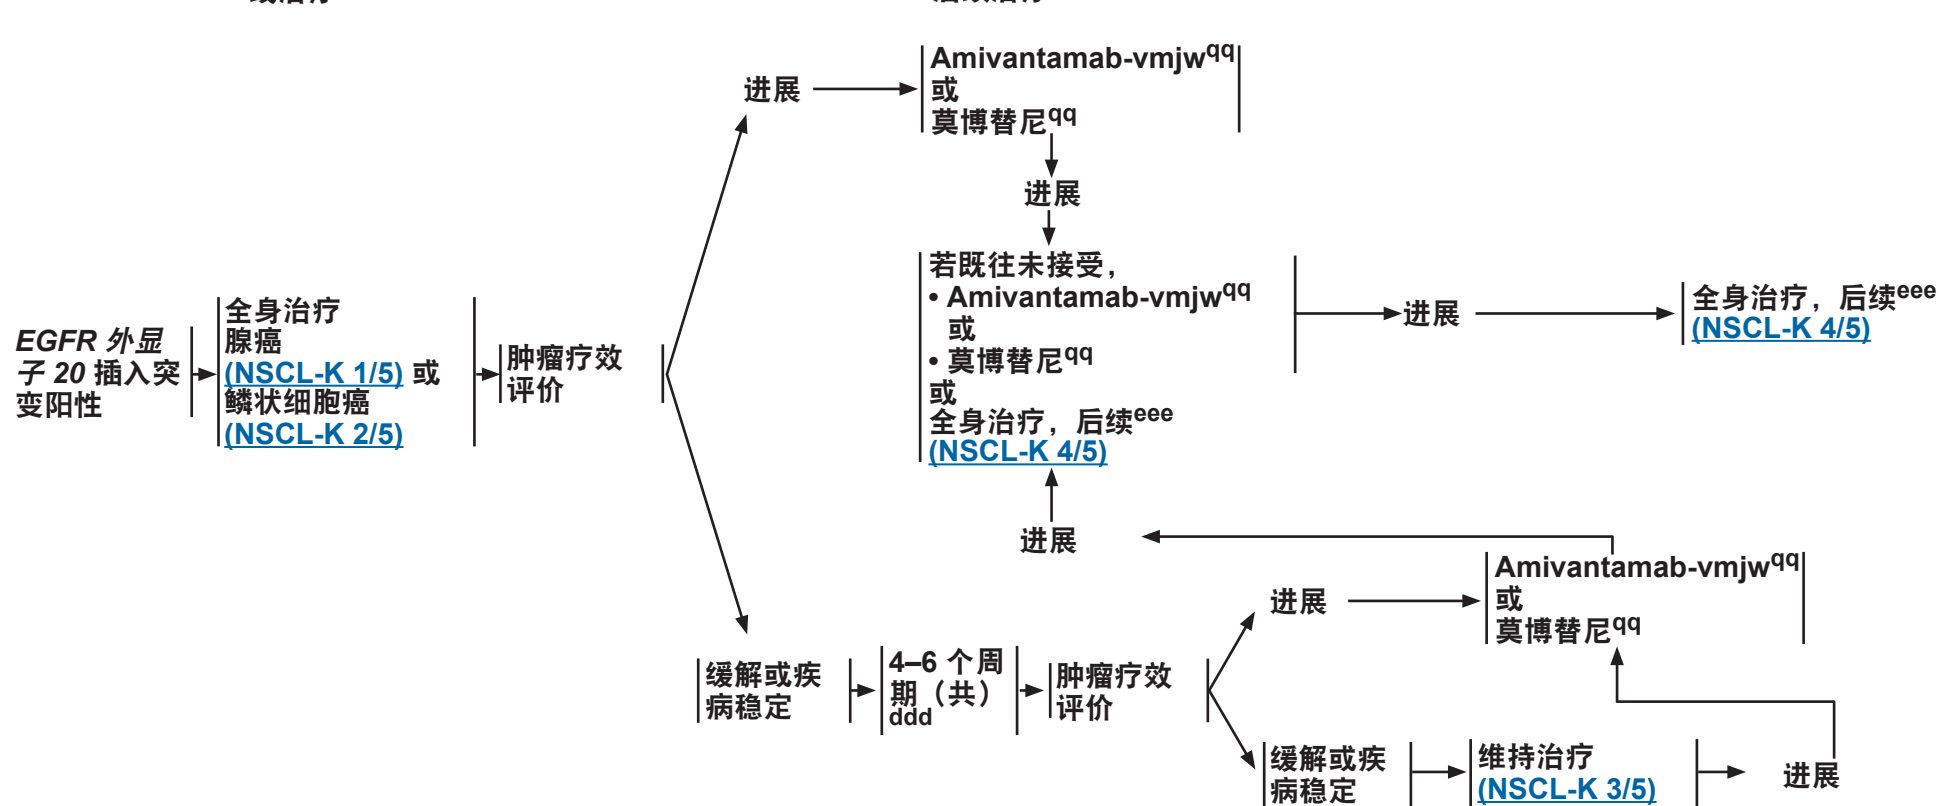 Amivantamab-vmjwqq
或
莫博替尼qq
进展
进展
若既往未接受，
• Amivantamab-vmjwqq
或
• 莫博替尼qq
或
全身治疗，后续eee
(NSCL-K 4/5)
进展
全身治疗，后续eee
(NSCL-K 4/5)
EGFR 外显
子 20 插入突
变阳性
全身治疗
腺癌
(NSCL-K 1/5) 或
鳞状细胞癌
(NSCL-K 2/5)
肿瘤疗效
评价
进展
缓解或疾
病稳定
4–6 个周
期（共）
ddd
肿瘤疗效
评价
进展
Amivantamab-vmjwqq
或
莫博替尼qq
缓解或疾
病稳定
维持治疗
(NSCL-K 3/5)
进展